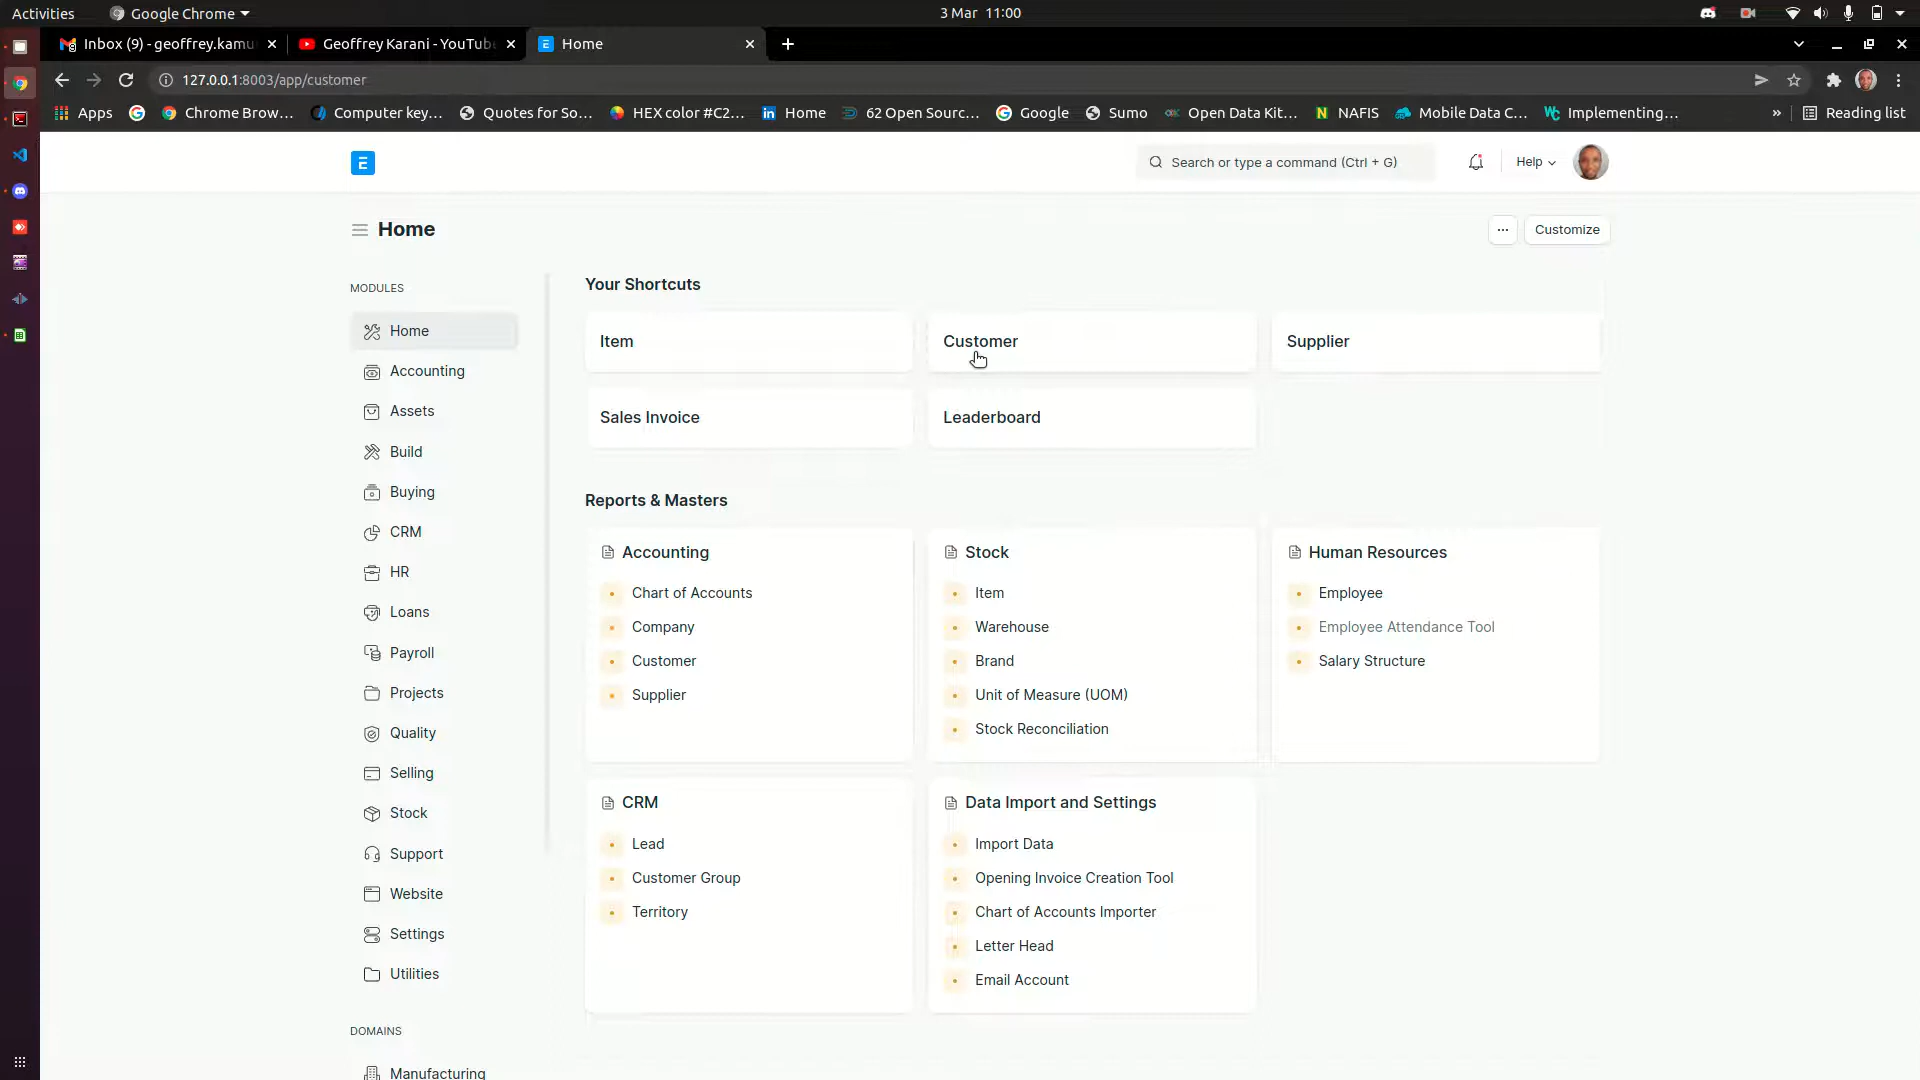 Activities
Google Chrome
3 Mar 11:00
Inbox (9) - geoffrey.kamu
Geoffrey Karani - YouTub
Home
127.0.0.1:8003/app/customer
Apps
Chrome Brow...
Computer key...
Quotes for So...
HEX color #C2...
Home
62 Open Sourc...
Google
Sumo
Open Data Kit...
NAFIS
Mobile Data C...
Implementing...
»
Reading list
E
Search or type a command (Ctrl + G)
Help
Home
...
Customize
MODULES
Home
Accounting
Assets
Build
Buying
CRM
HR
Loans
Payroll
Projects
Quality
Selling
Stock
Support
Website
Settings
Utilities
DOMAINS
Manufacturing
Your Shortcuts
Item
Customer
Supplier
Sales Invoice
Leaderboard
Reports & Masters
Accounting
Chart of Accounts
Company
Customer
Supplier
Stock
Item
Warehouse
Brand
Unit of Measure (UOM)
Stock Reconciliation
Human Resources
Employee
Employee Attendance Tool
Salary Structure
CRM
Lead
Customer Group
Territory
Data Import and Settings
Import Data
Opening Invoice Creation Tool
Chart of Accounts Importer
Letter Head
Email Account